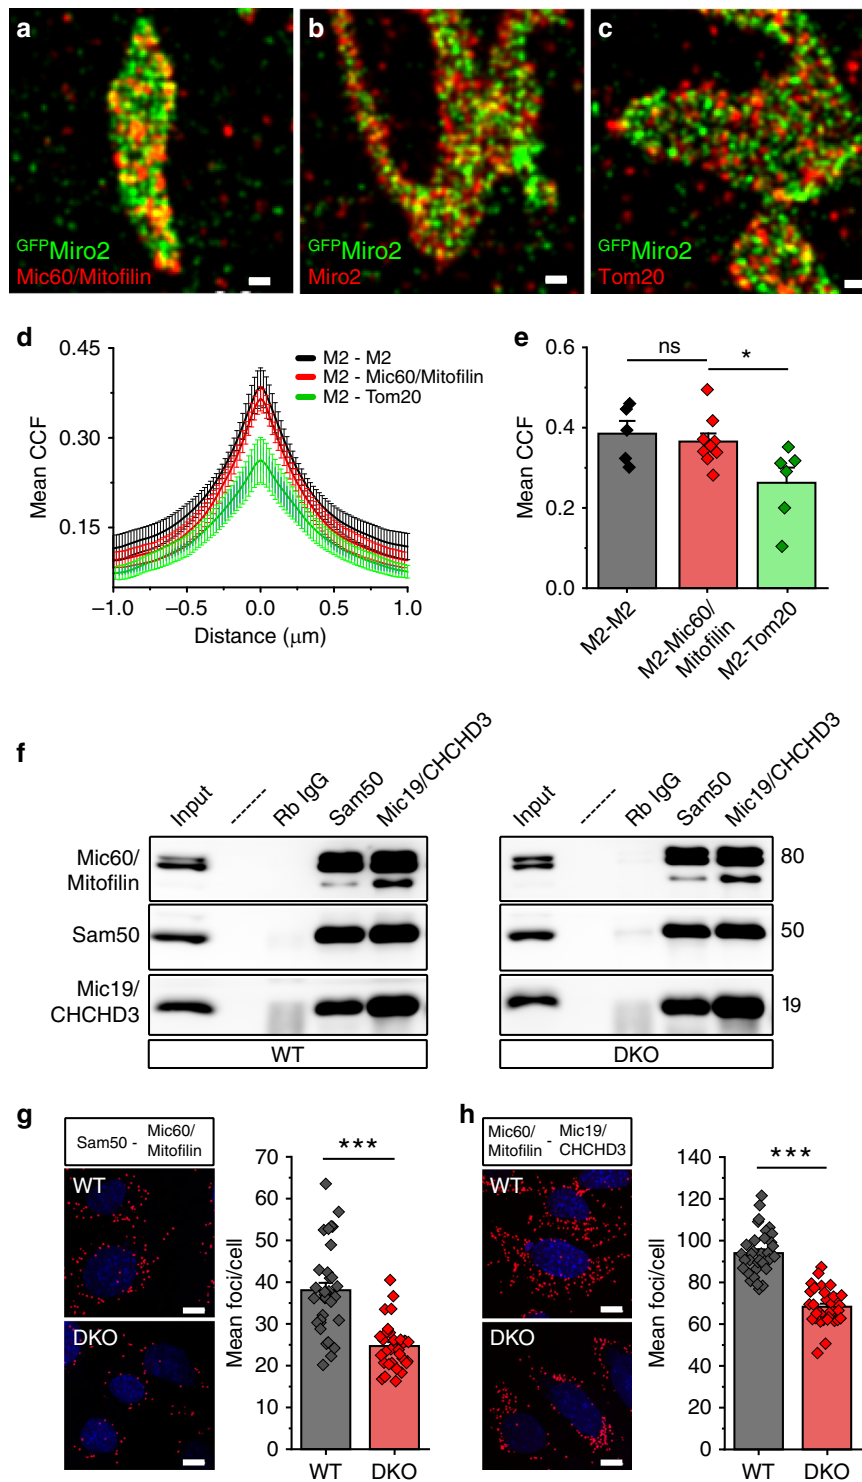 a
b
c
GFPMiro2
Mic60/Mitofilin
GFPMiro2
Miro2
GFPMiro2
Tom20
d
0.45
0.30
0.15
Mean CCF
−1.0
−0.5
0.0
0.5
1.0
Distance (μm)
M2 - M2
M2 - Mic60/Mitofilin
M2 - Tom20
e
ns
*
0.6
0.4
0.2
0.0
Mean CCF
M2-M2
M2-Mic60/
Mitofilin
M2-Tom20
f
Input
------
Rb IgG
Sam50
Mic19/CHCHD3
Input
------
Rb IgG
Sam50
Mic19/CHCHD3
Mic60/
Mitofilin
80
Sam50
50
Mic19/
CHCHD3
19
WT
DKO
g
Sam50 - Mic60/
Mitofilin
WT
DKO
***
70
60
50
40
30
20
10
0
Mean foci/cell
WT
DKO
h
Mic60/
Mitofilin - Mic19/
CHCHD3
WT
DKO
***
140
120
100
80
60
40
20
0
Mean foci/cell
WT
DKO